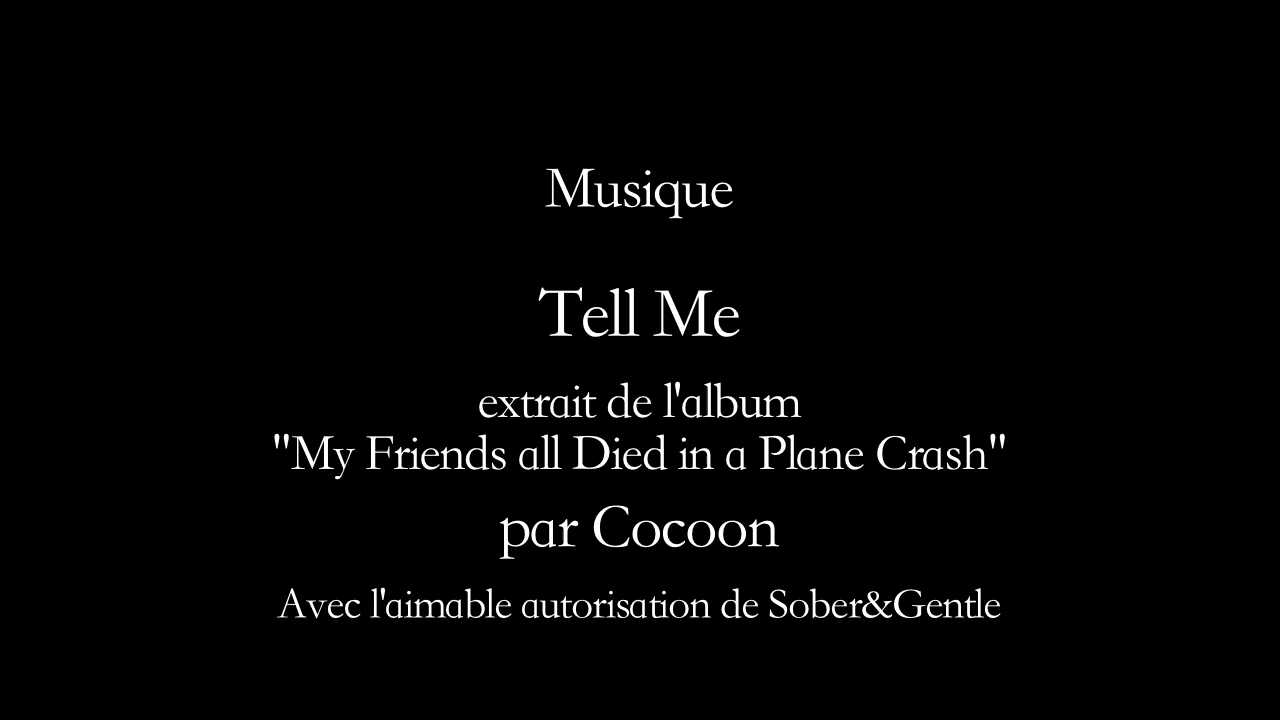 Musique
Tell Me
extrait de l'album
"My Friends all Died in a Plane Crash"
par Cocoon
Avec l'aimable autorisation de Sober&Gentle